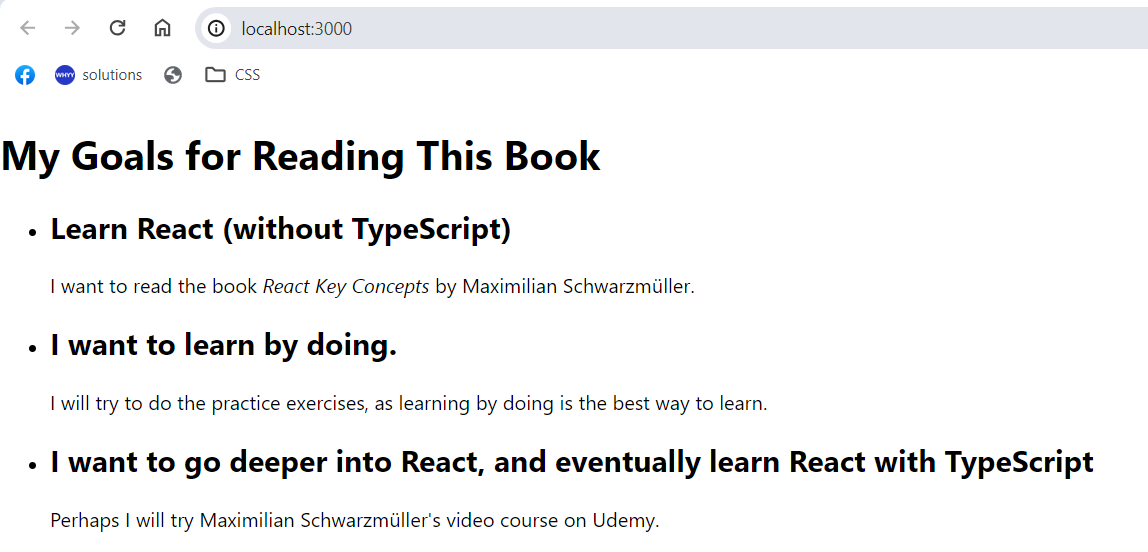 localhost:3000
WHYY solutions CSS
My Goals for Reading This Book
Learn React (without TypeScript)
I want to read the book React Key Concepts by Maximilian Schwarzmüller.
I want to learn by doing.
I will try to do the practice exercises, as learning by doing is the best way to learn.
I want to go deeper into React, and eventually learn React with TypeScript
Perhaps I will try Maximilian Schwarzmüller's video course on Udemy.